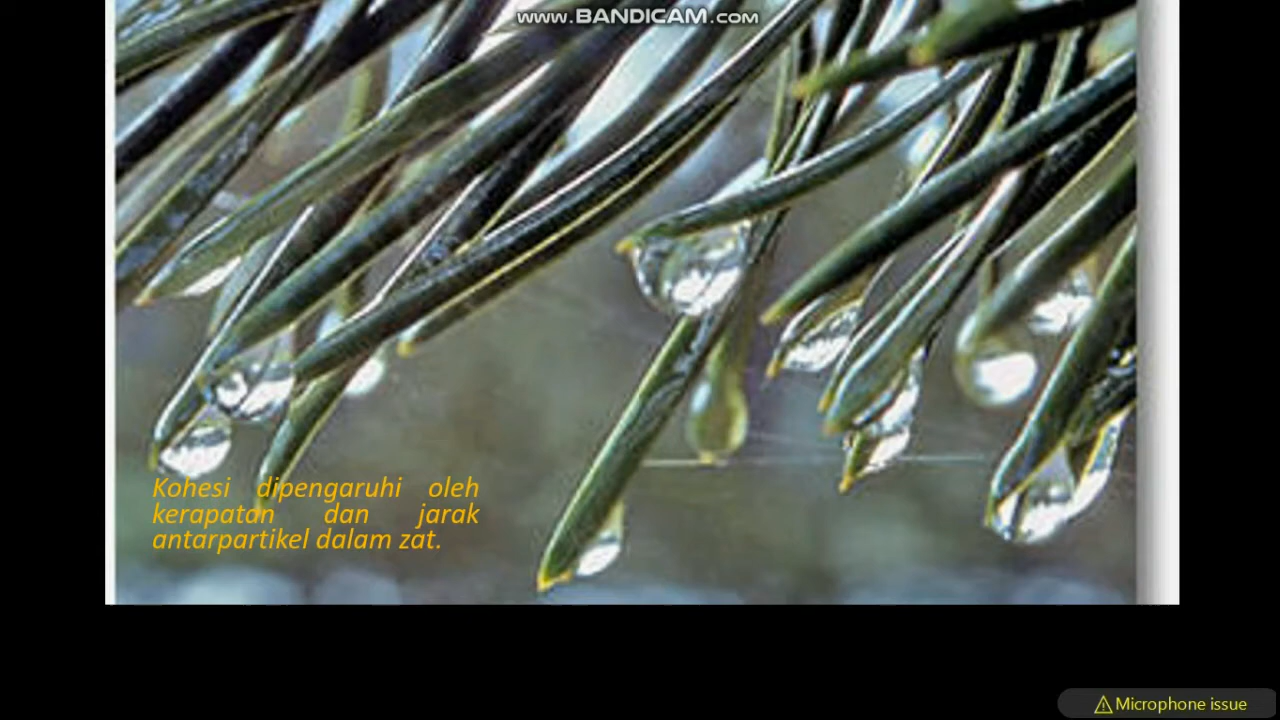 www.BANDICAM.com
Kohesi dipengaruhi oleh
kerapatan dan jarak
antarpartikel dalam zat.
Microphone issue